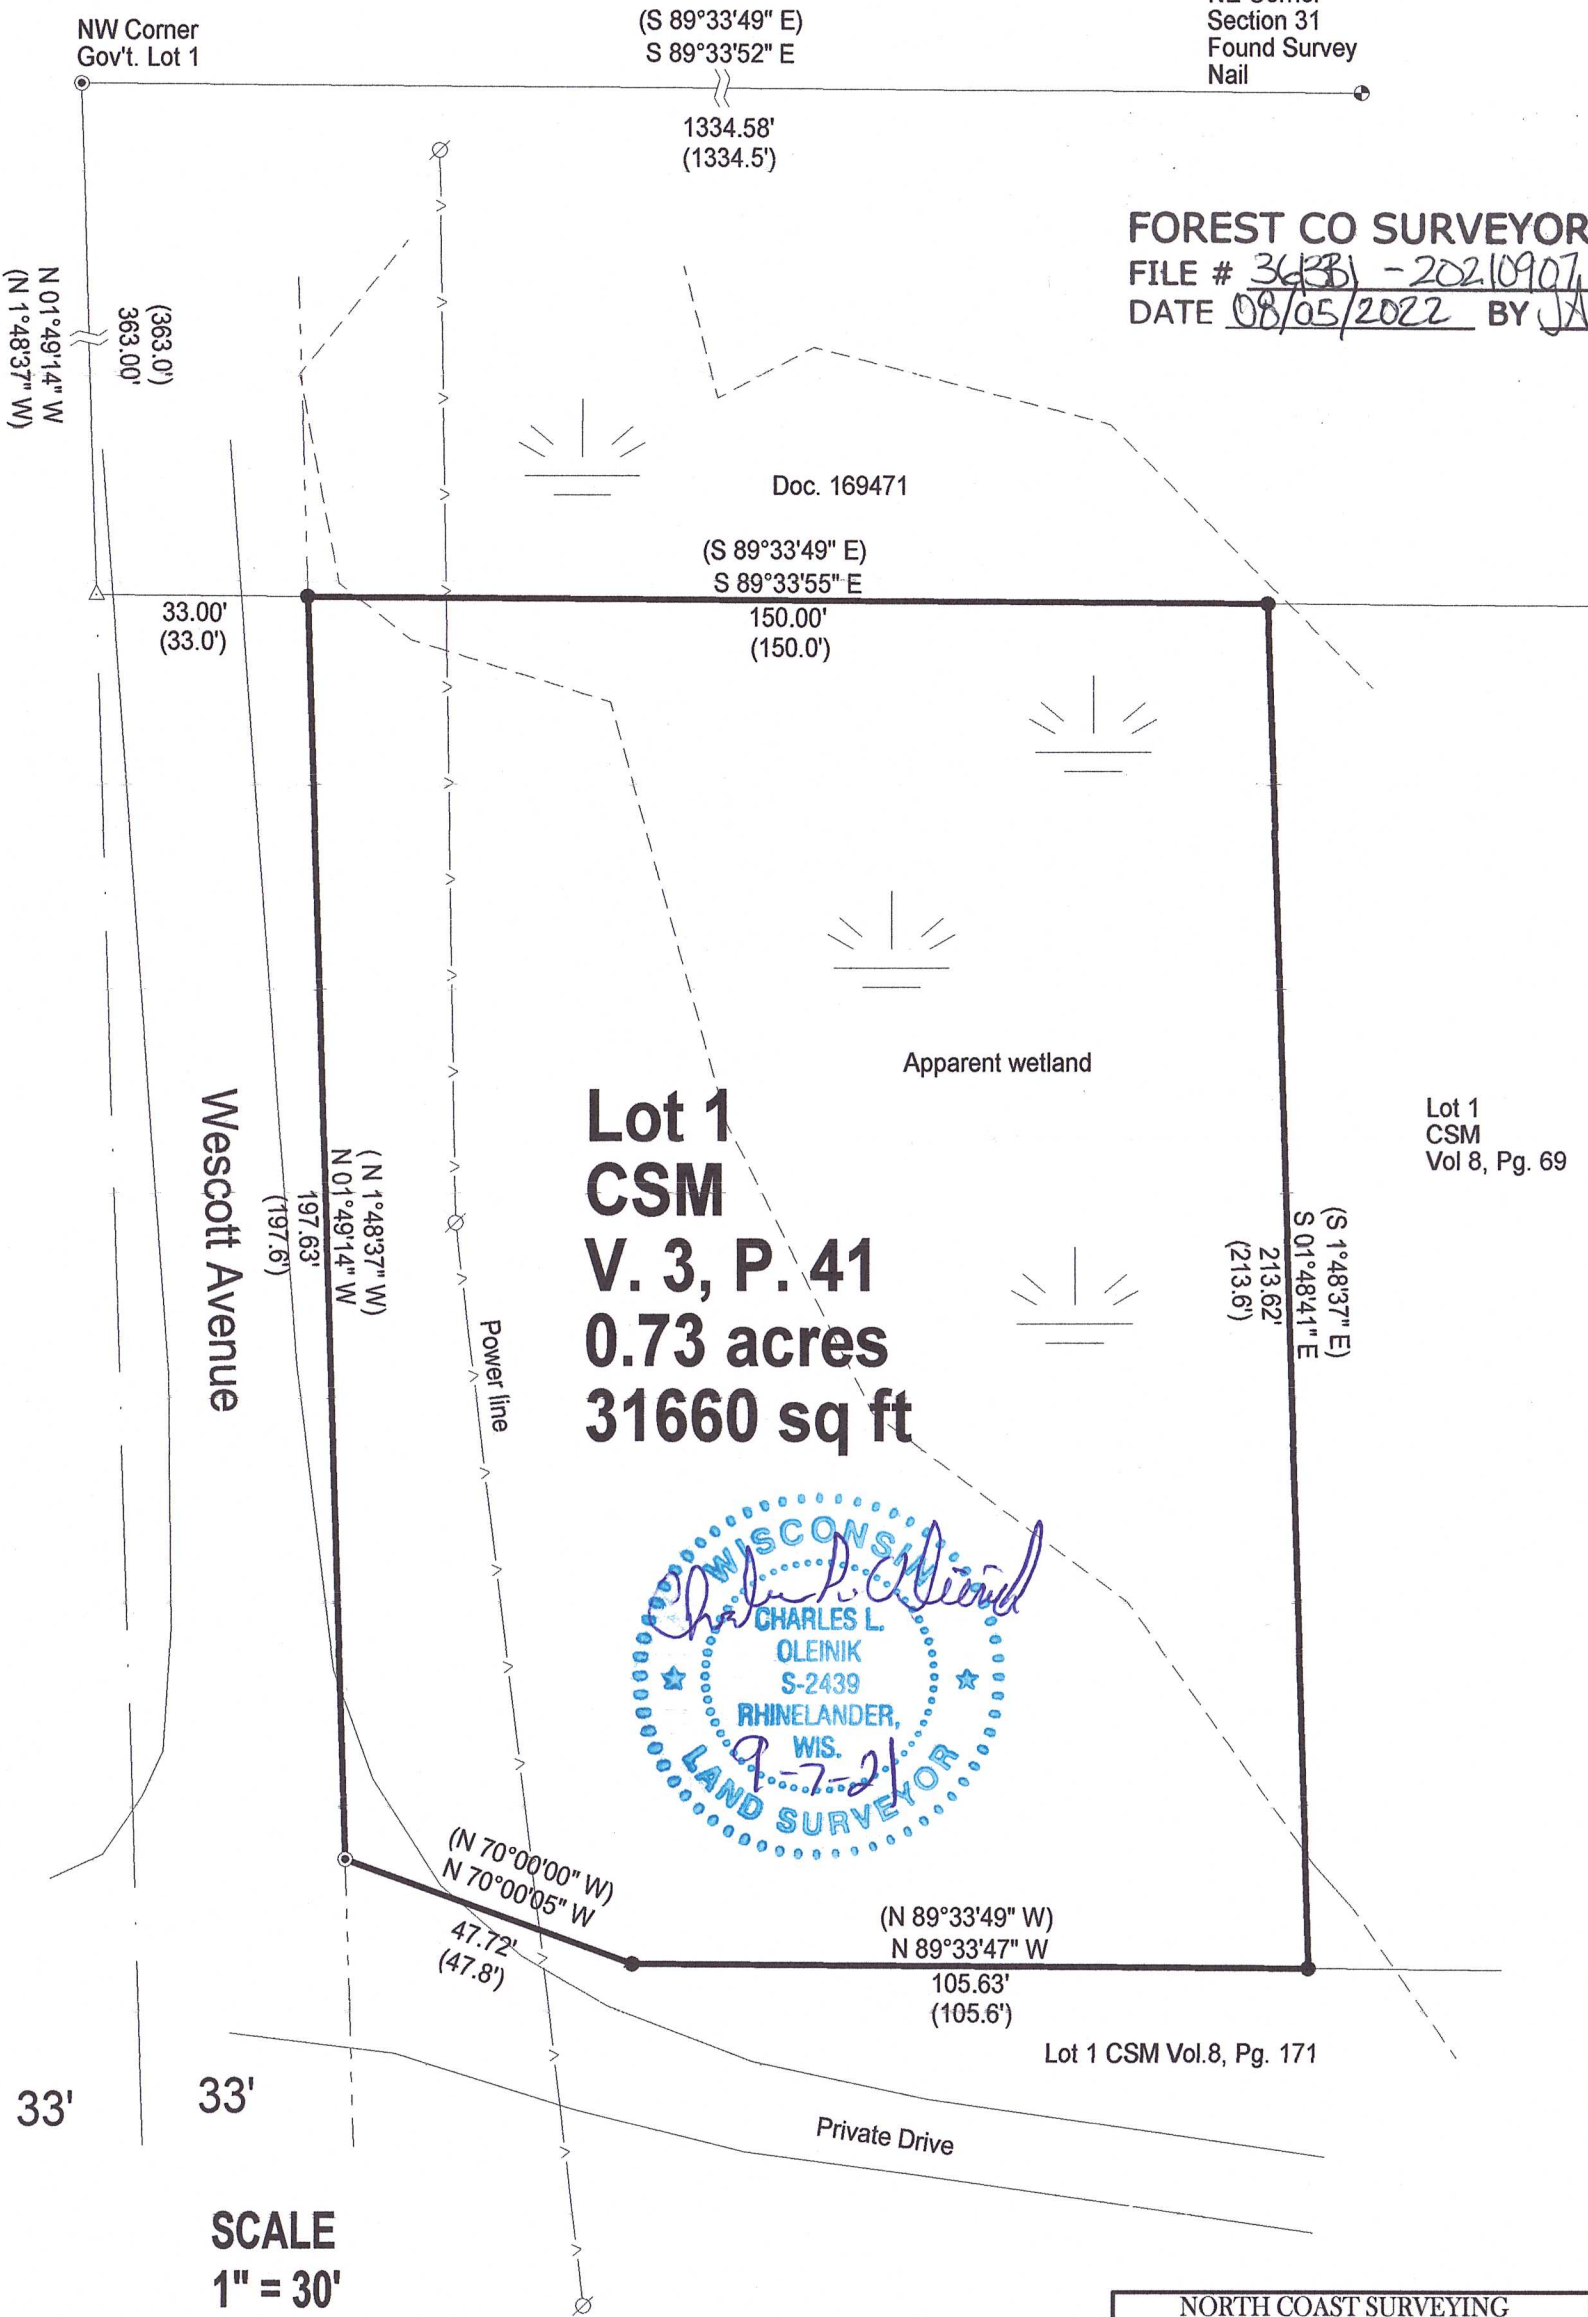 NW Corner
Gov't. Lot 1
(S 89°33'49" E)
S 89°33'52" E
1334.58'
(1334.5')
Section 31
Found Survey
Nail
FOREST CO SURVEYOR
FILE # - 20210907
DATE 08/05/2022 BY JA
(363.0')
363.00'
N 01°49'14" W
(N 1°48'37" W)
Doc. 169471
(S 89°33'49" E)
S 89°33'55" E
33.00'
(33.0')
150.00'
(150.0')
Apparent wetland
Wescott Avenue
( N 1°48'37" W)
N 01°49'14" W
197.63'
(197.6')
Power line
Lot 1
CSM
V. 3, P. 41
0.73 acres
31660 sq ft
Lot 1
CSM
Vol 8, Pg. 69
(S 1°48'37" E)
S 01°48'41" E
213.62'
(213.6')
WISCONSIN
CHARLES L.
OLEINIK
S-2439
RHINELANDER,
WIS.
9-7-21
LAND SURVEYOR
(N 70°00'00" W)
N 70°00'05" W
47.72'
(47.8')
(N 89°33'49" W)
N 89°33'47" W
105.63'
(105.6')
Lot 1 CSM Vol.8, Pg. 171
33'
33'
Private Drive
SCALE
1" = 30'
NORTH COAST SURVEYING